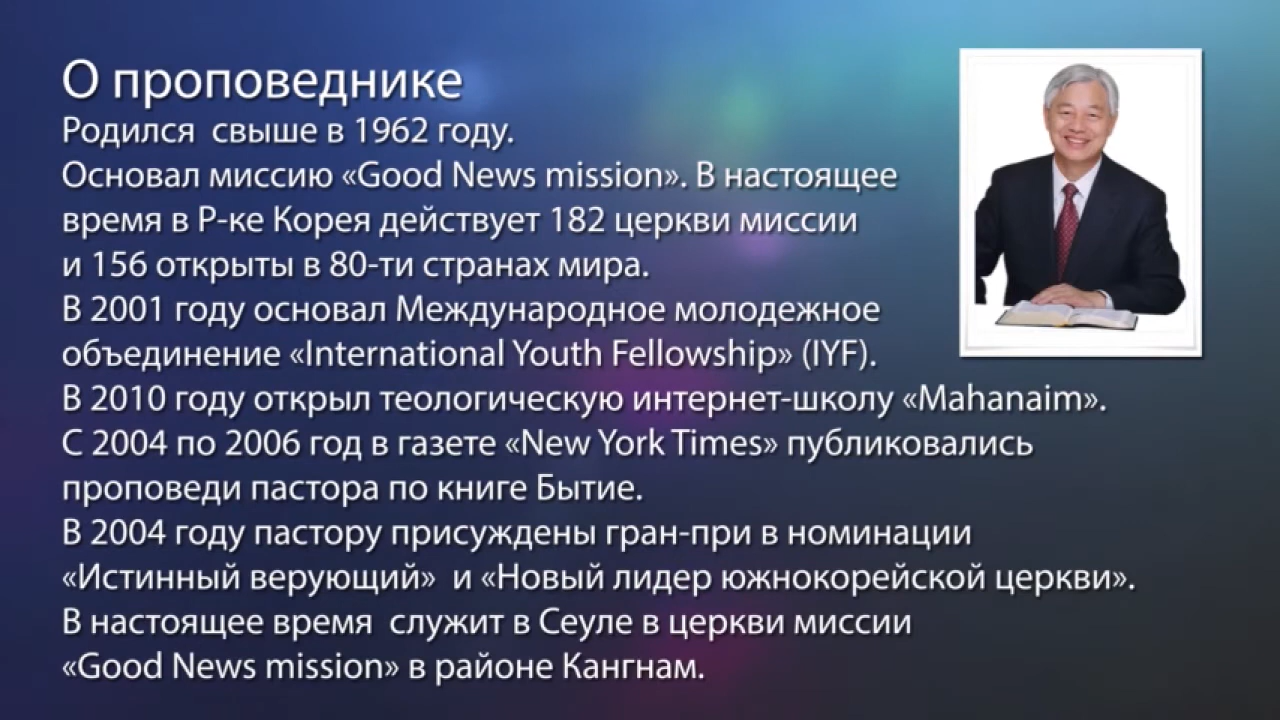 О проповеднике
Родился свыше в 1962 году.
Основал миссию «Good News mission». В настоящее
время в Р-ке Корея действует 182 церкви миссии
и 156 открыты в 80-ти странах мира.
В 2001 году основал Международное молодежное
объединение «International Youth Fellowship» (IYF).
В 2010 году открыл теологическую интернет-школу «Mahanaim».
С 2004 по 2006 год в газете «New York Times» публиковались
проповеди пастора по книге Бытие.
В 2004 году пастору присуждены гран-при в номинации
«Истинный верующий» и «Новый лидер южнокорейской церкви».
В настоящее время служит в Сеуле в церкви миссии
«Good News mission» в районе Кангнам.